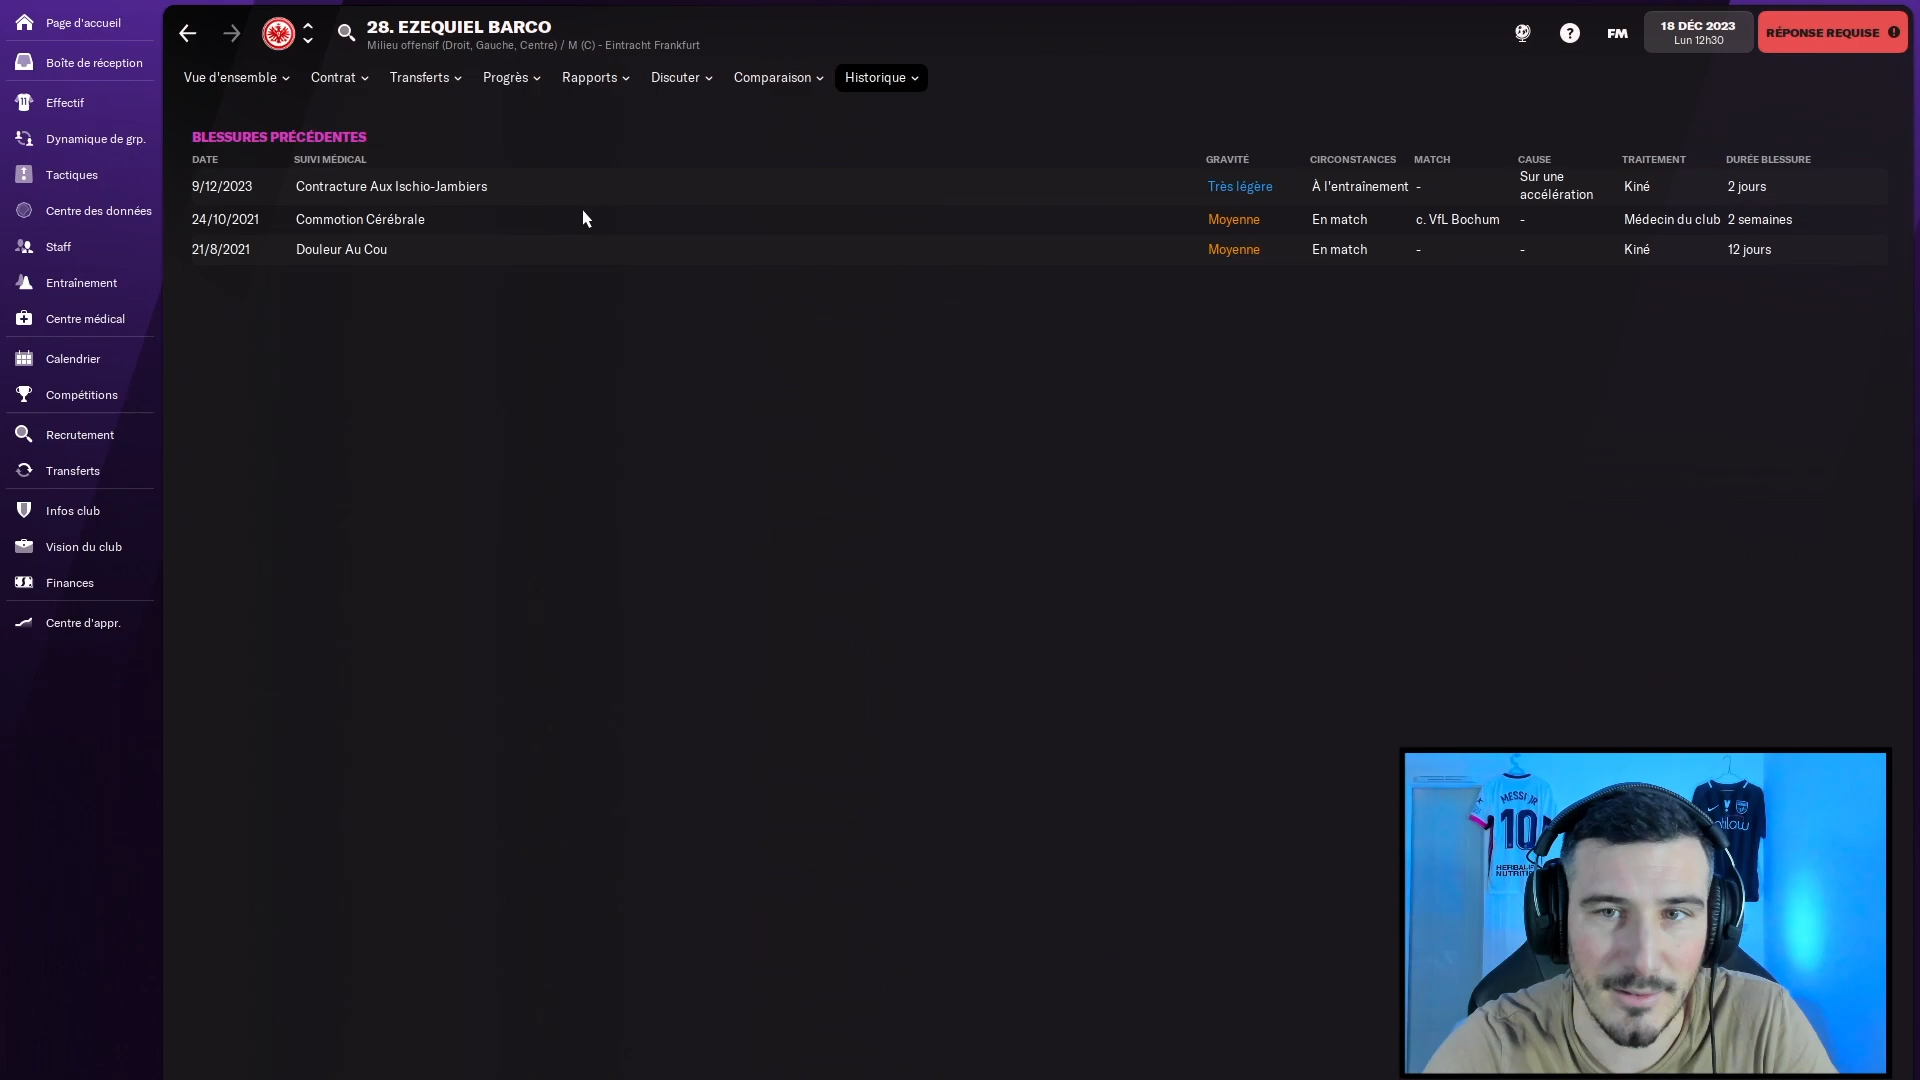 Page d'accueil
Boîte de réception
Effectif
Dynamique de grp.
Tactiques
Centre des données
Staff
Entraînement
Centre médical
Calendrier
Compétitions
Recrutement
Transferts
Infos club
Vision du club
Finances
Centre d'appr.
28. EZEQUIEL BARCO
Milieu offensif (Droit, Gauche, Centre) / M (C) - Eintracht Frankfurt
FM
18 DÉC 2023
Lun 12h30
RÉPONSE REQUISE
Vue d'ensemble Contrat Transferts Progrès Rapports Discuter Comparaison Historique
BLESSURES PRÉCÉDENTES
DATE SUIVI MÉDICAL GRAVITÉ CIRCONSTANCES MATCH CAUSE TRAITEMENT DURÉE BLESSURE
9/12/2023 Contracture Aux Ischio-Jambiers Très légère À l'entraînement - Sur une accélération Kiné 2 jours
24/10/2021 Commotion Cérébrale Moyenne En match c. VfL Bochum - Médecin du club 2 semaines
21/8/2021 Douleur Au Cou Moyenne En match - - Kiné 12 jours
MESSI JR
10
HERBALIFE
NUTRITION